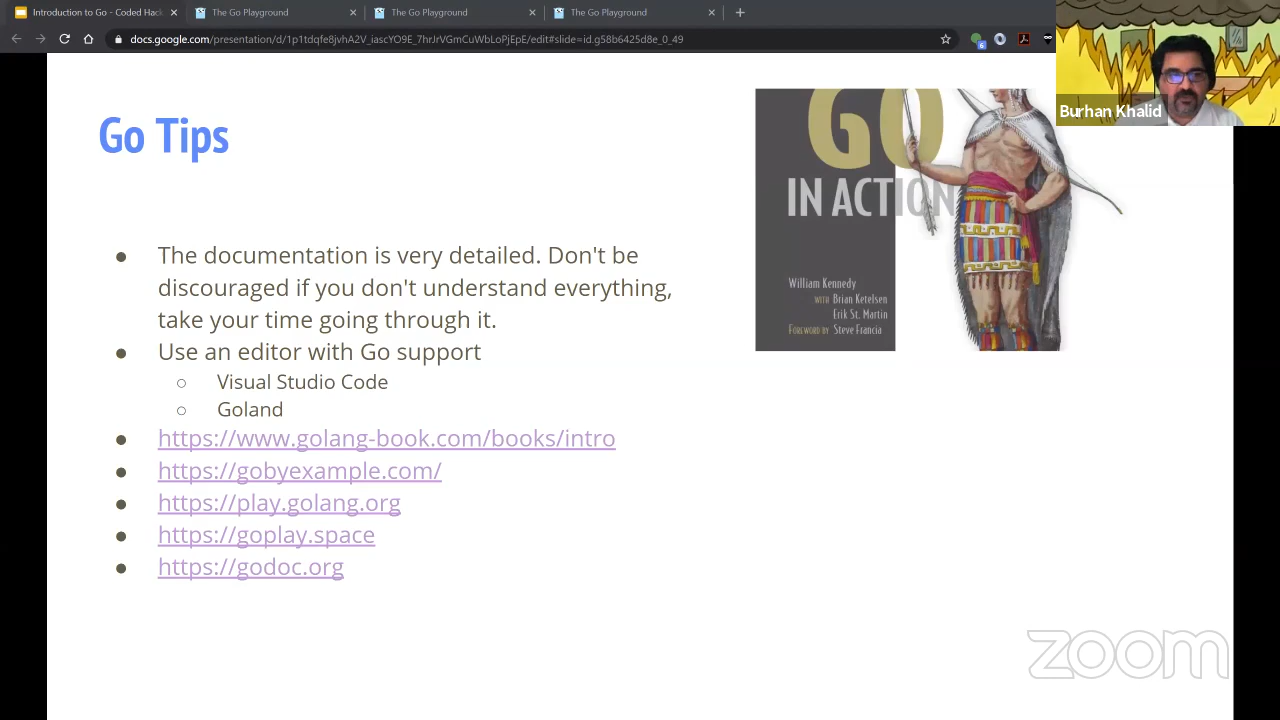 Introduction to Go - Coded Hack
The Go Playground
The Go Playground
The Go Playground
docs.google.com/presentation/d/1p1tdqfe8jvhA2V_iascYO9E_7hrJrVGmCuWbLoPjEpE/edit#slide=id.g58b6425d8e_0_49
Burhan Khalid
Go Tips
GO
IN ACTION
William Kennedy
WITH Brian Ketelsen
Erik St. Martin
FOREWORD BY Steve Francia
● The documentation is very detailed. Don't be
discouraged if you don't understand everything,
take your time going through it.
● Use an editor with Go support
○ Visual Studio Code
○ Goland
● https://www.golang-book.com/books/intro
● https://gobyexample.com/
● https://play.golang.org
● https://goplay.space
● https://godoc.org
zoom